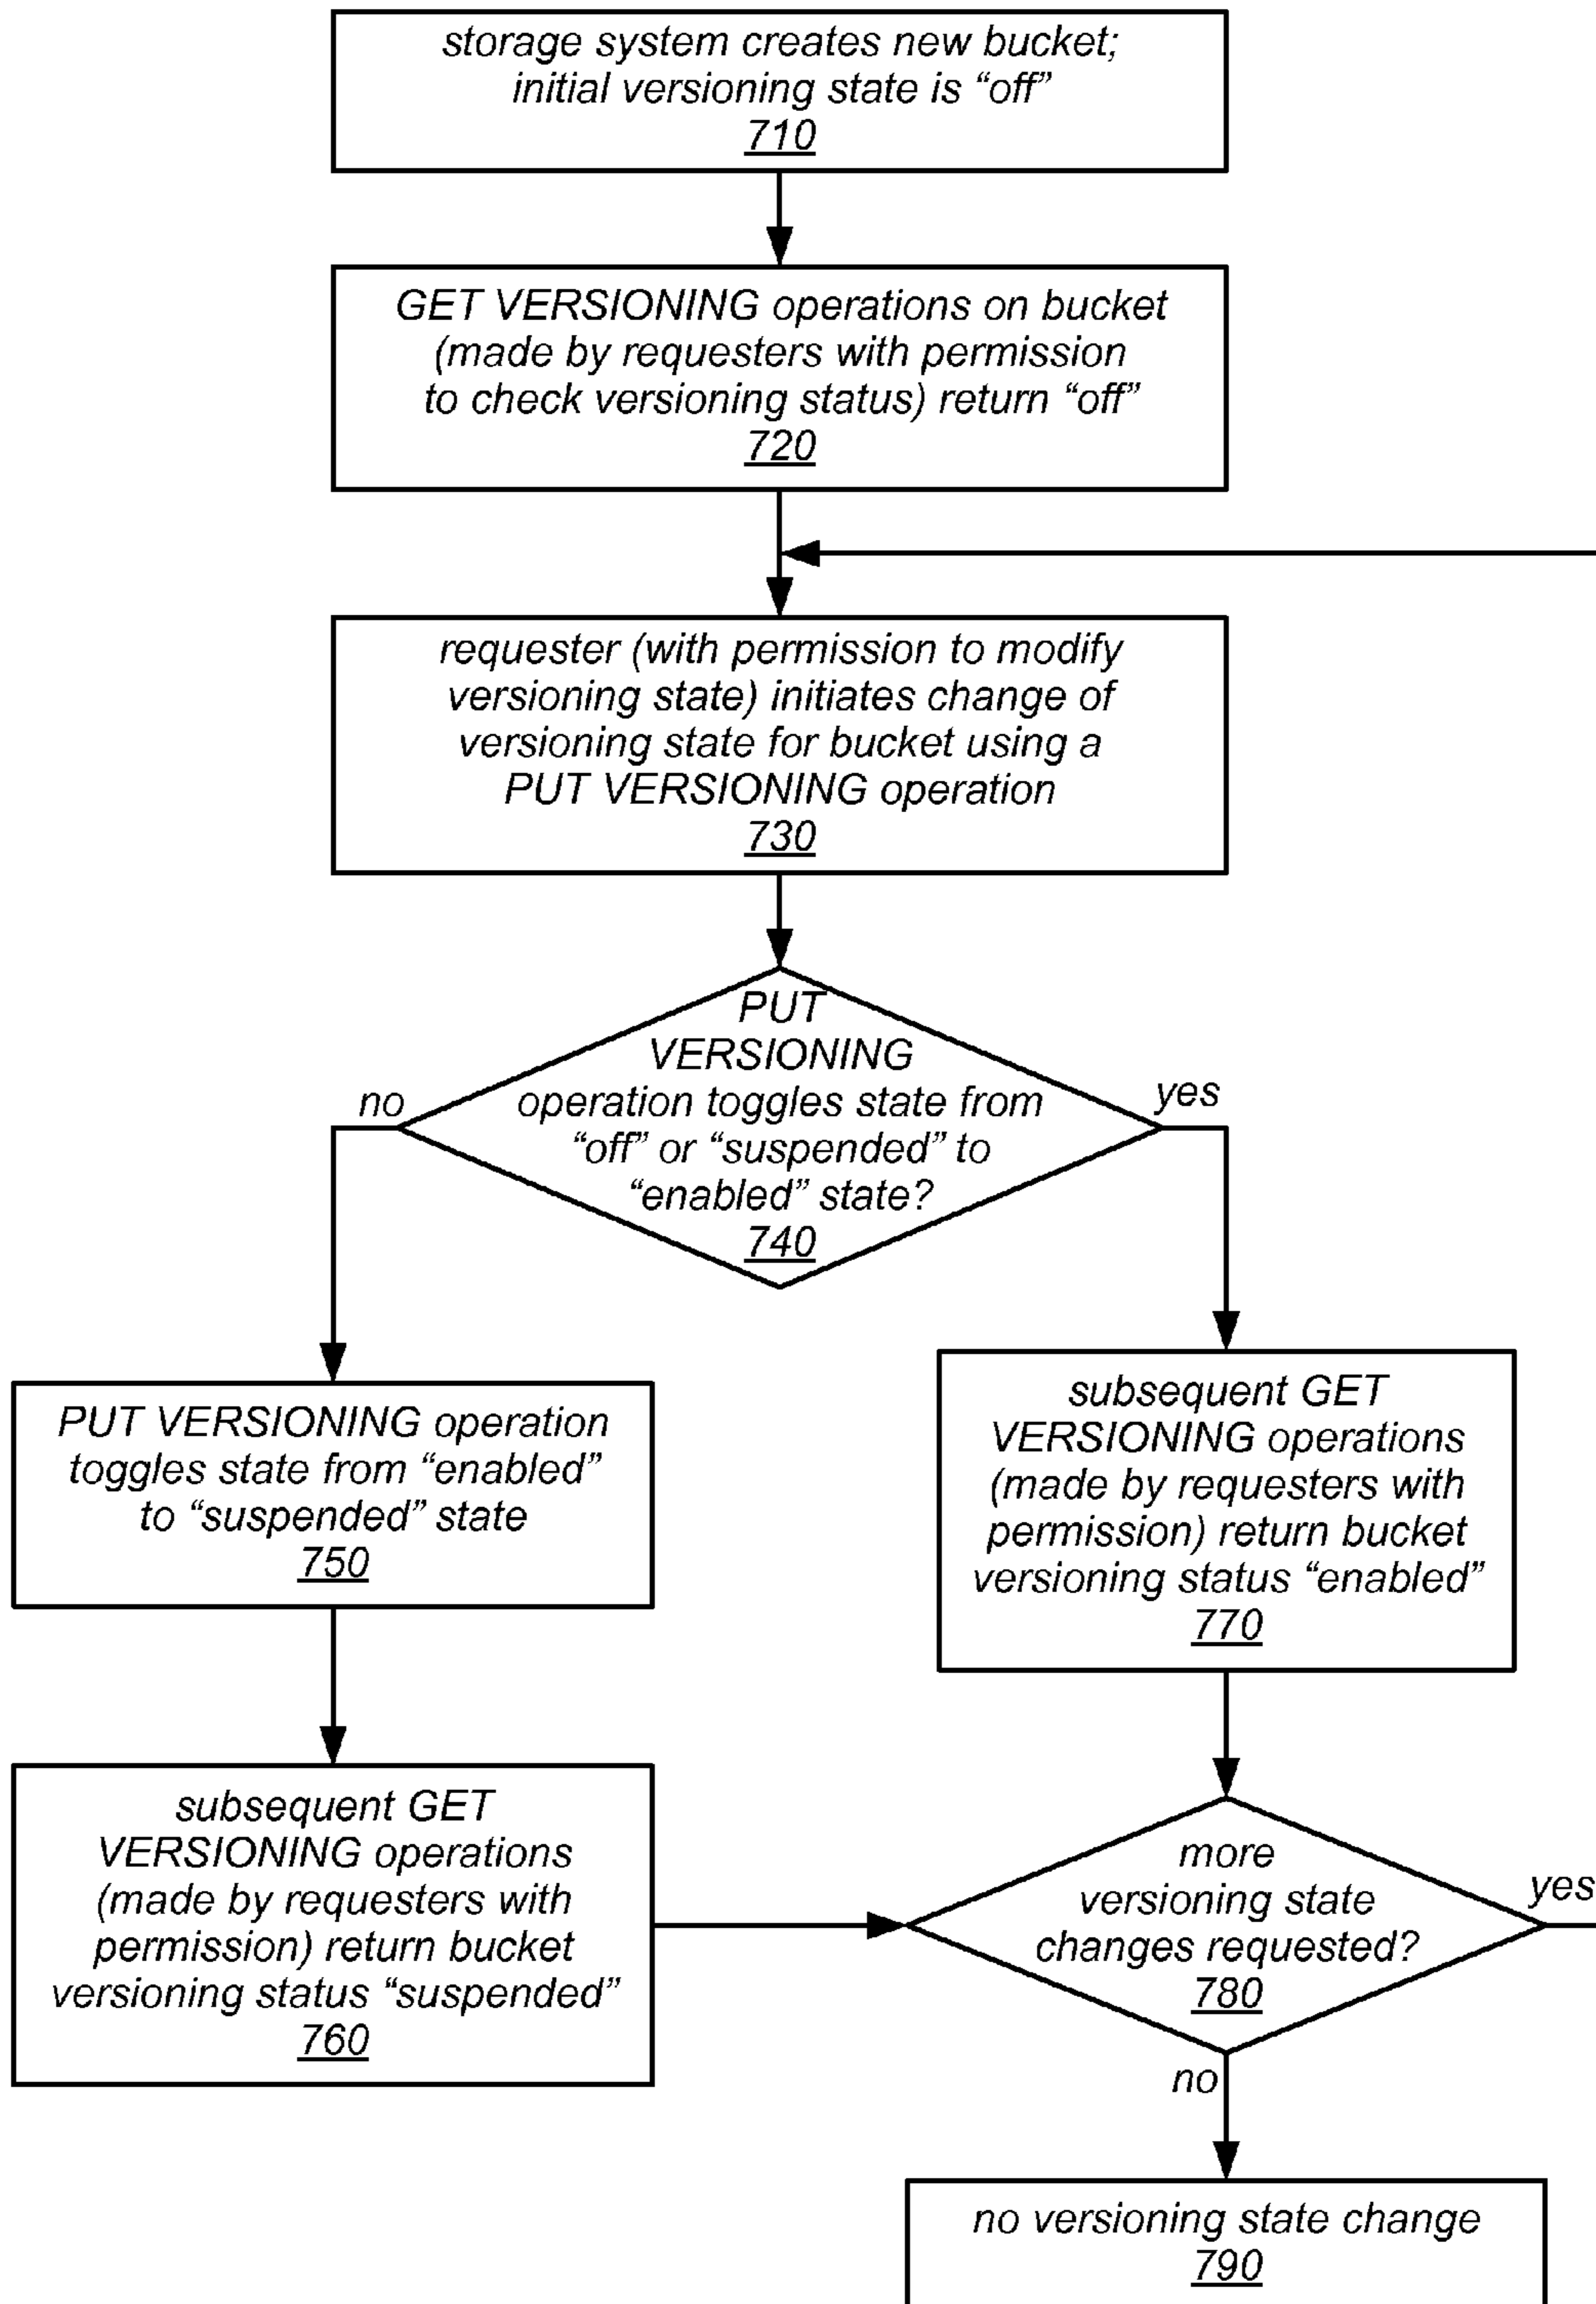 storage system creates new bucket;
initial versioning state is “off”
710
GET VERSIONING operations on bucket
(made by requesters with permission
to check versioning status) return “off”
720
requester (with permission to modify
versioning state) initiates change of
versioning state for bucket using a
PUT VERSIONING operation
730
PUT
VERSIONING
operation toggles state from
“off” or “suspended” to
“enabled” state?
740
no
yes
PUT VERSIONING operation
toggles state from “enabled”
to “suspended” state
750
subsequent GET
VERSIONING operations
(made by requesters with
permission) return bucket
versioning status “enabled”
770
subsequent GET
VERSIONING operations
(made by requesters with
permission) return bucket
versioning status “suspended”
760
more
versioning state
changes requested?
780
yes
no
no versioning state change
790